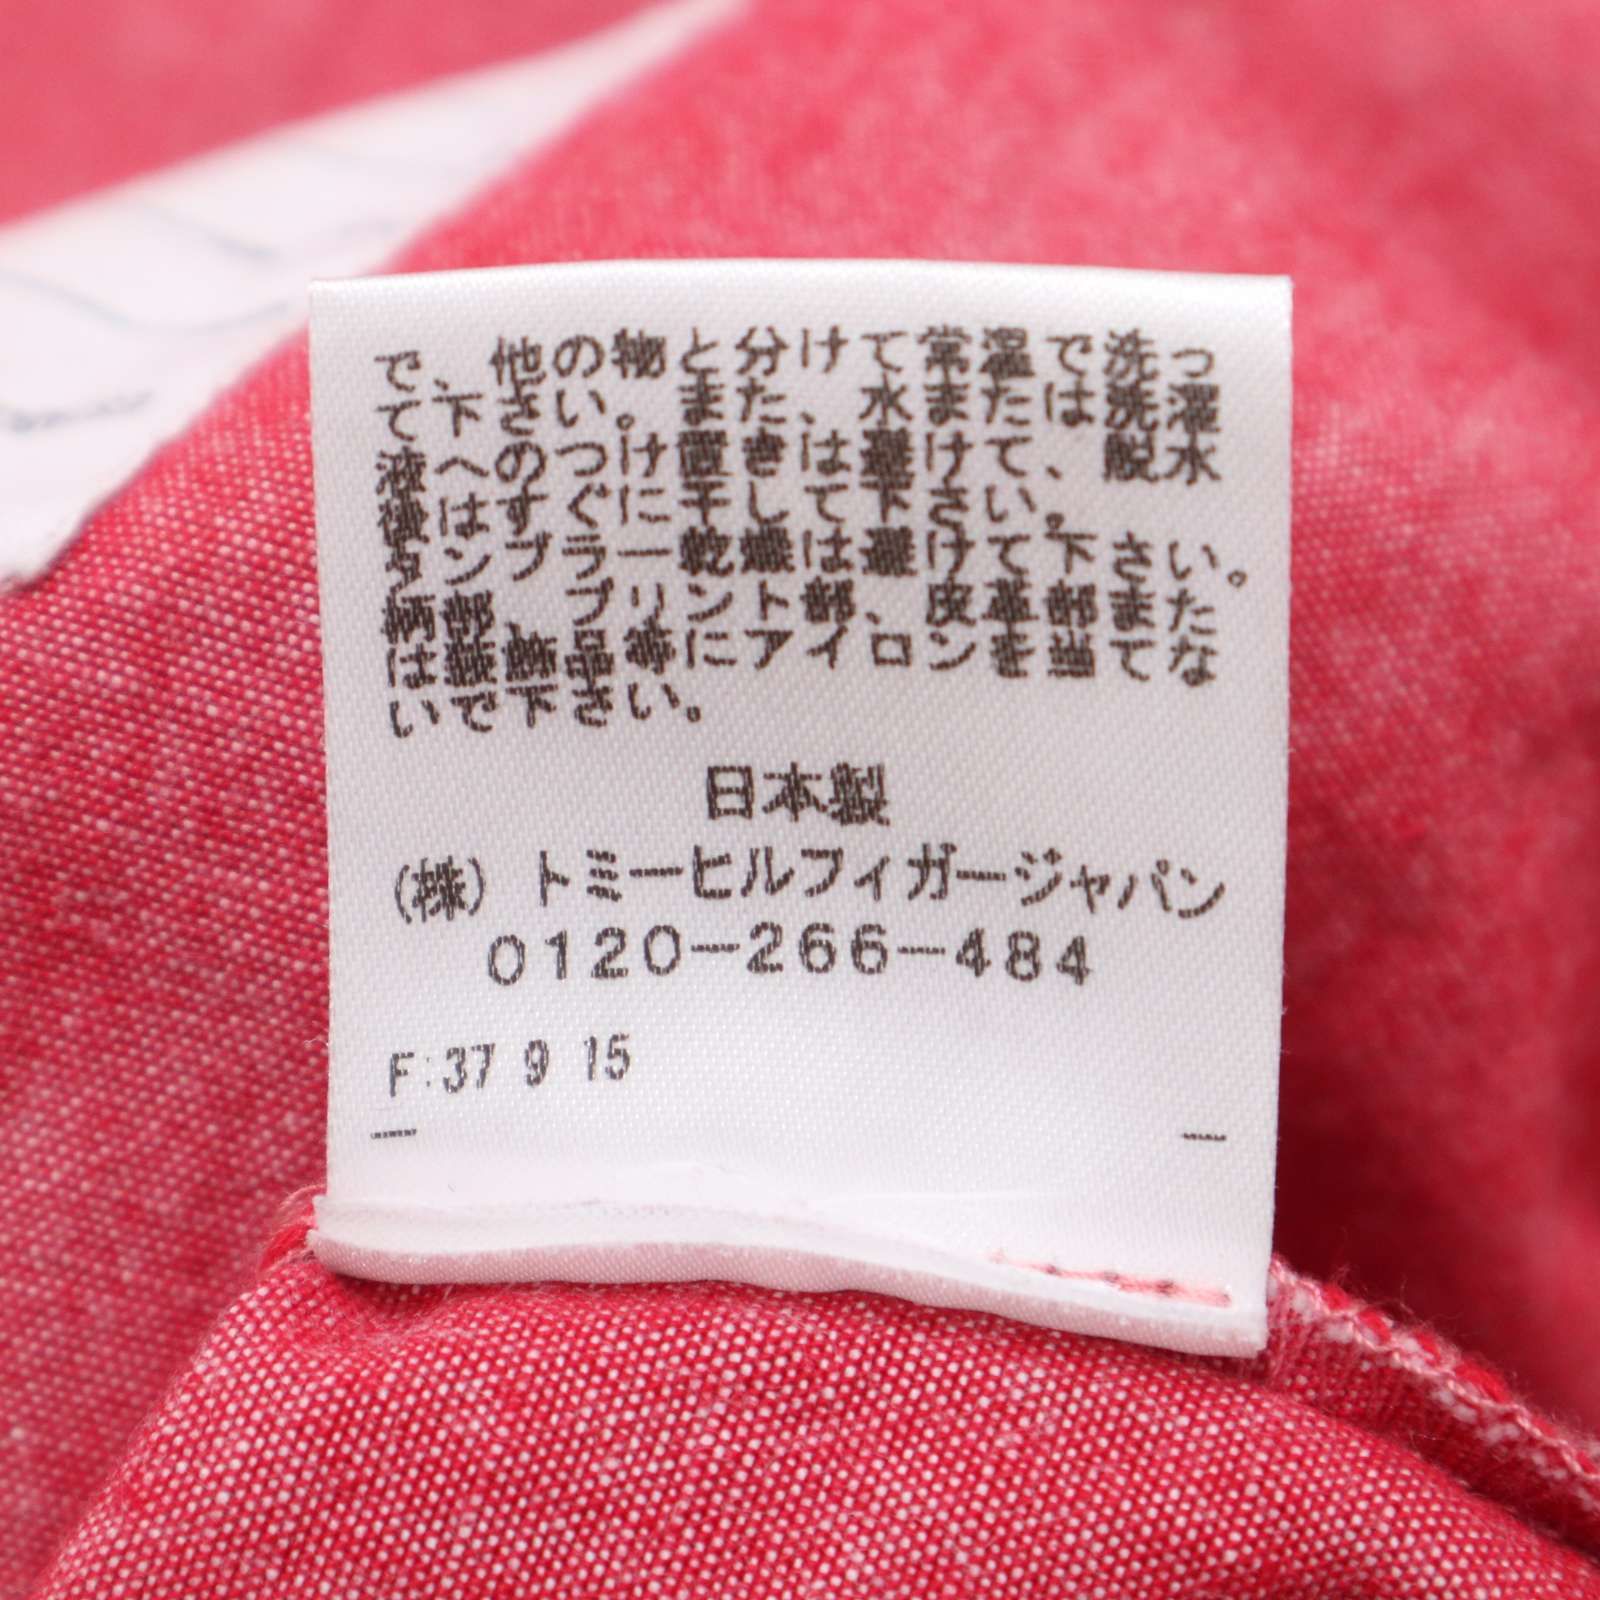 で、他の物と分けて常温で洗っ
て下さい。また、水または洗濯
液へのつけ置きは避けて、脱水
後はすぐに干して下さい。
タンブラー乾燥は避けて下さい。
柄部、プリント部、皮革部また
は装飾品等にアイロンを当てな
いで下さい。
日本製
(株) トミーヒルフィガージャパン
0120-266-484
F:37 9 15